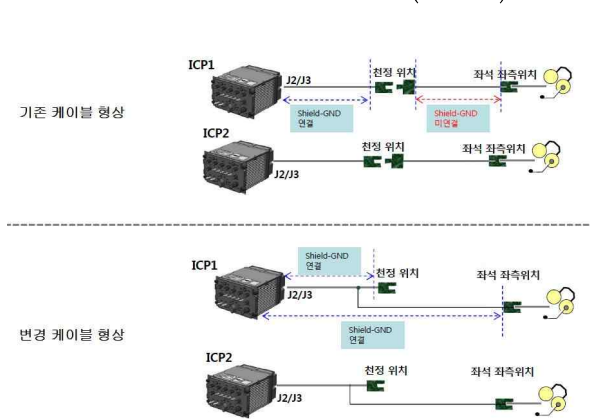 ICP1
J2/J3
천정 위치
좌석 좌측위치
Shield-GND
연결
Shield-GND
미연결
기존 케이블 형상
ICP2
J2/J3
천정 위치
좌석 좌측위치
Shield-GND
연결
ICP1
J2/J3
천정 위치
좌석 좌측위치
Shield-GND
연결
변경 케이블 형상
ICP2
J2/J3
천정 위치
좌석 좌측위치